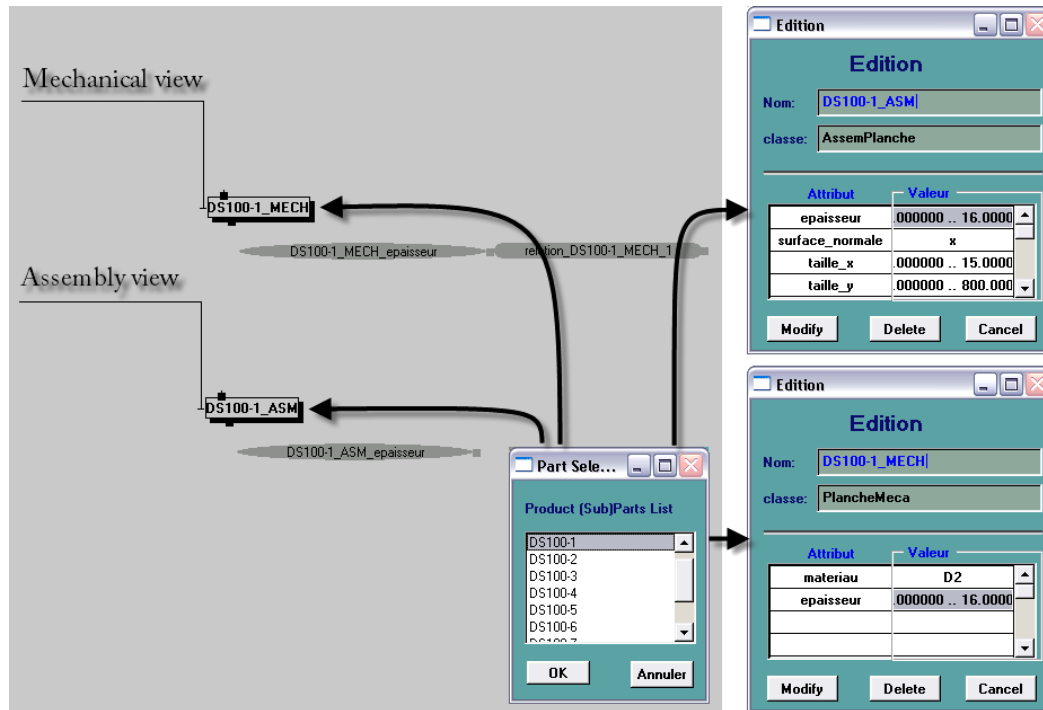 Mechanical view
DS100-1_MECH
DS100-1_MECH_epaisseur
relation_DS100-1_MECH_1
Assembly view
DS100-1_ASM
DS100-1_ASM_epaisseur
Part Sele...
Product (Sub)Parts List
DS100-1
DS100-2
DS100-3
DS100-4
DS100-5
DS100-6
DS100-7
OK Annuler
Edition
Edition
Nom: DS100-1_ASM
classe: AssemPlanche
Attribut Valeur
epaisseur .000000 .. 16.0000
surface_normale x
taille_x .000000 .. 15.0000
taille_y .000000 .. 800.000
Modify Delete Cancel
Edition
Edition
Nom: DS100-1_MECH
classe: PlancheMeca
Attribut Valeur
materiau D2
epaisseur .000000 .. 16.0000
Modify Delete Cancel